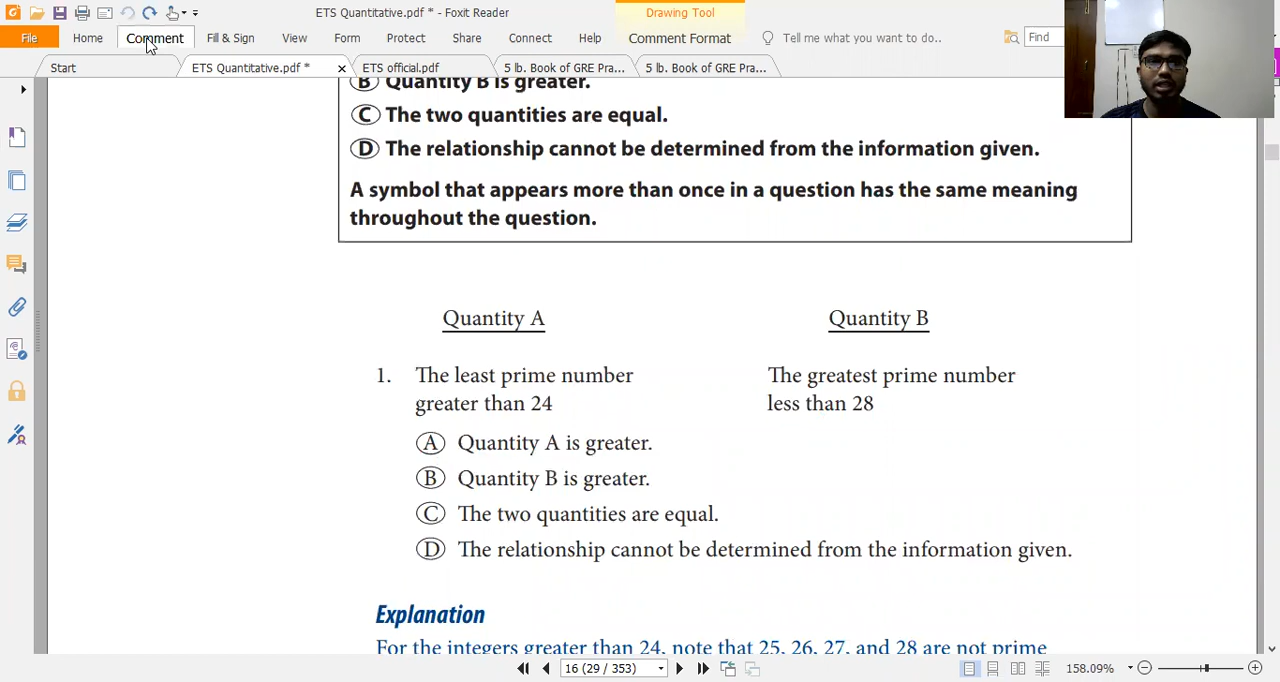 ETS Quantitative.pdf * - Foxit Reader
Drawing Tool
File Home Comment Fill & Sign View Form Protect Share Connect Help Comment Format Tell me what you want to do.. Find
Start ETS Quantitative.pdf * ETS official.pdf 5 lb. Book of GRE Pra... 5 lb. Book of GRE Pra...
B Quantity B is greater.
C The two quantities are equal.
D The relationship cannot be determined from the information given.
A symbol that appears more than once in a question has the same meaning
throughout the question.
Quantity A Quantity B
1. The least prime number The greatest prime number
greater than 24 less than 28
A Quantity A is greater.
B Quantity B is greater.
C The two quantities are equal.
D The relationship cannot be determined from the information given.
Explanation
For the integers greater than 24, note that 25, 26, 27, and 28 are not prime
16 (29 / 353) 158.09%